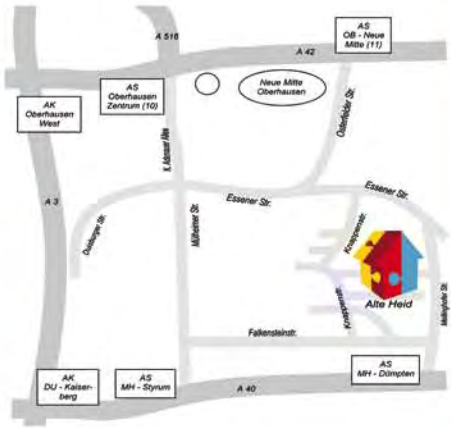 A 516
A 42
AS
OB - Neue
Mitte (11)
AS
Oberhausen
Zentrum (10)
Neue Mitte
Oberhausen
AK
Oberhausen
West
K. Adenauer Allee
Osterfelder Str.
A 3
Duisburger Str.
Mülheimer Str.
Essener Str.
Essener Str.
Knappenstr.
Alte Heid
Knappenstr.
Mellinghofer Str.
Falkensteinstr.
AK
DU - Kaiser-
berg
AS
MH - Styrum
A 40
AS
MH - Dümpten